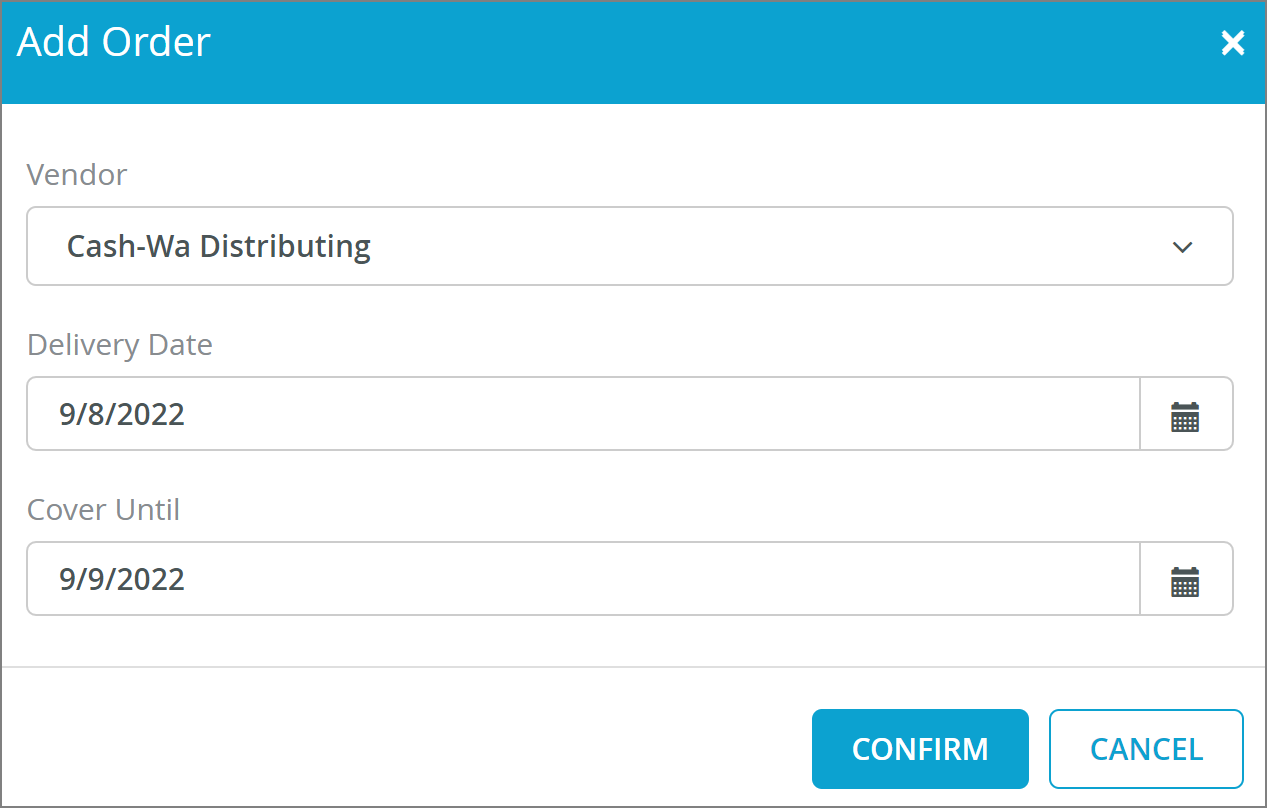 Add Order
Vendor
Cash-Wa Distributing
Delivery Date
9/8/2022
Cover Until
9/9/2022
CONFIRM
CANCEL